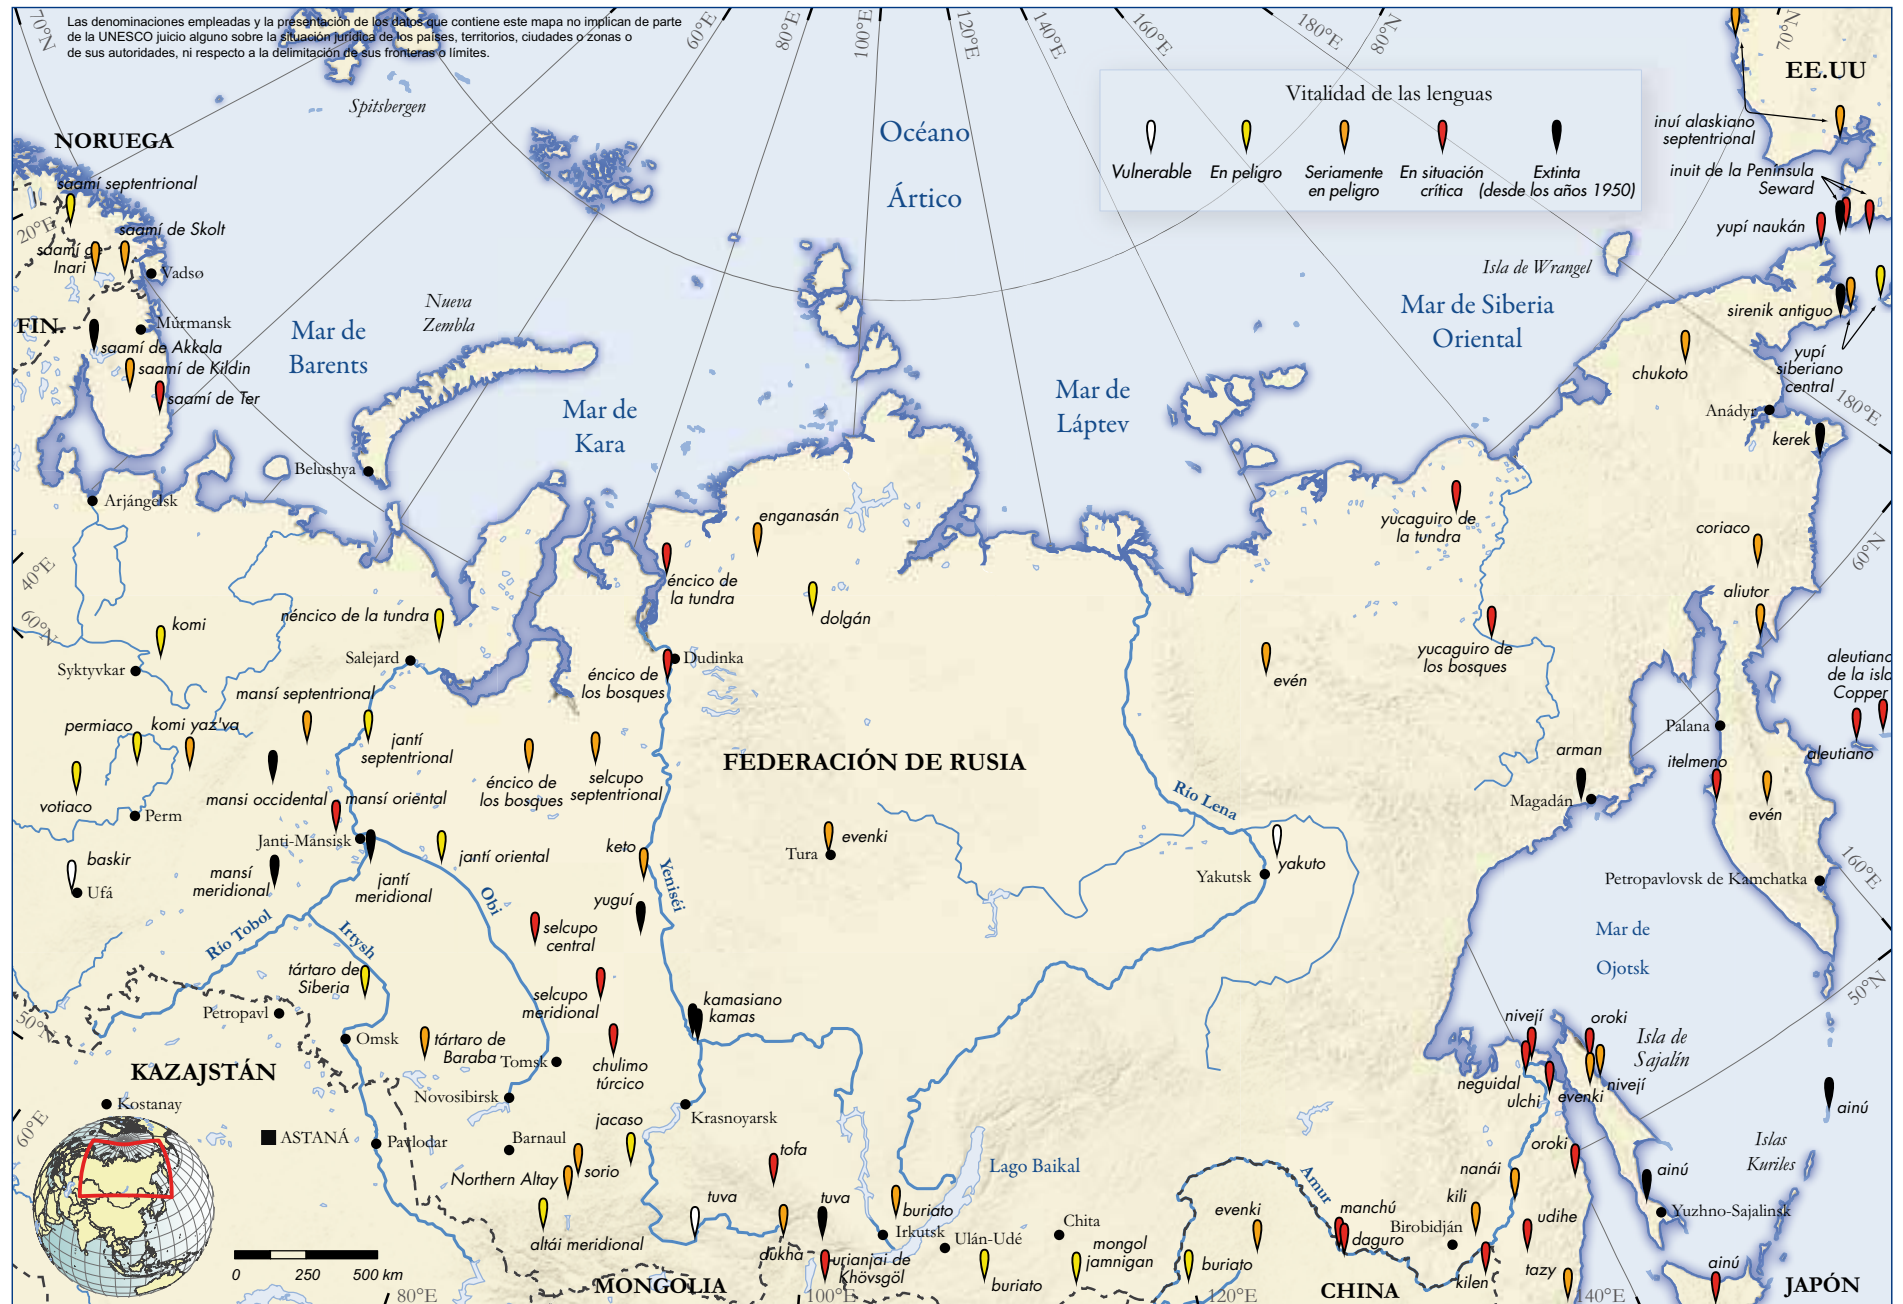 Las denominaciones empleadas y la presentación de los datos que contiene este mapa no implican de parte
de la UNESCO juicio alguno sobre la situación jurídica de los países, territorios, ciudades o zonas o
de sus autoridades, ni respecto a la delimitación de sus fronteras o límites.
70°N
60°E
80°E
100°E
120°E
140°E
160°E
180°E
80°N
70°N
EE.UU
Vitalidad de las lenguas
Vulnerable
En peligro
Seriamente
en peligro
En situación
crítica
Extinta
(desde los años 1950)
Spitsbergen
Océano
Ártico
NORUEGA
saamí septentrional
20°E
saamí de Skolt
saamí de
Inari
Vadsø
FIN.
Múrmansk
saamí de Akkala
saamí de Kildin
saamí de Ter
Mar de
Barents
Nueva
Zembla
Mar de
Kara
Mar de
Láptev
Isla de Wrangel
Mar de Siberia
Oriental
inuí alaskiano
septentrional
inuit de la Península
Seward
yupí naukán
sirenik antiguo
yupí
siberiano
central
chukoto
180°E
Anádyr
kerek
Belushya
Arjángelsk
40°E
60°N
enganasán
éncico de
la tundra
dolgán
yucaguiro de
la tundra
coriaco
60°N
aliutor
komi
néncico de la tundra
Syktyvkar
Salejard
éncico de
los bosques
Dudinka
evén
yucaguiro de
los bosques
aleutiano
de la isla
Copper
mansí septentrional
permiaco
komi yaz'va
jantí
septentrional
éncico de
los bosques
selcupo
septentrional
FEDERACIÓN DE RUSIA
Palana
arman
aleutiano
itelmeno
votiaco
mansi occidental
mansí oriental
Perm
Río Lena
Magadán
evén
Janti-Mánsisk
baskir
mansí
meridional
jantí
meridional
jantí oriental
keto
Yeniséi
Tura
evenki
yakuto
Yakutsk
160°E
Petropavlovsk de Kamchatka
Ufá
Obi
yuguí
Río Tobol
Irtysh
selcupo
central
Mar de
Ojotsk
tártaro de
Siberia
selcupo
meridional
50°N
kamasiano
kamas
50°N
Petropavl
Omsk
tártaro de
Baraba
Tomsk
chulimo
túrcico
nivejí
oroki
Isla de
Sajalín
KAZAJSTÁN
neguidal
ulchi
evenki
nivejí
Kostanay
Novosibirsk
Krasnoyarsk
ainú
60°E
ASTANÁ
Pavlodar
Barnaul
jacaso
oroki
Islas
Kuriles
Northern Altay
sorio
tofa
Lago Baikal
Amur
nanái
ainú
tuva
tuva
buriato
evenki
manchú
kili
Yuzhno-Sajalinsk
altái meridional
dukha
Irkutsk
Ulán-Udé
Chita
daguro
Birobidján
udihe
urianjai de
Khövsgöl
mongol
jamnigan
buriato
buriato
kilen
tazy
ainú
0
250
500 km
80°E
MONGOLIA
100°E
120°E
CHINA
140°E
JAPÓN